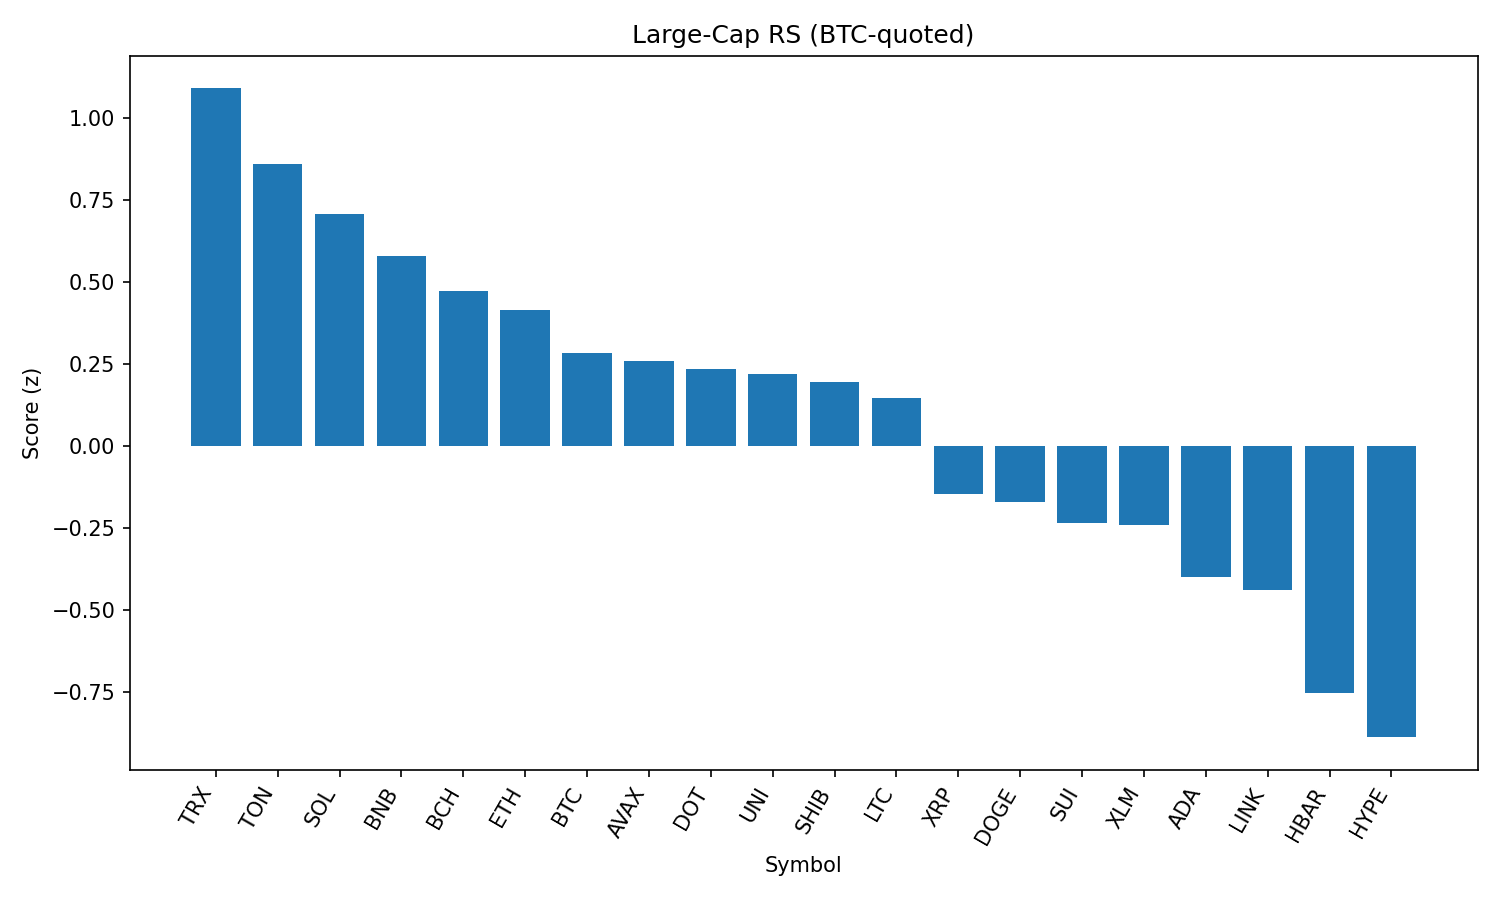 Large-Cap RS (BTC-quoted)
Score (z)
1.00
0.75
0.50
0.25
0.00
−0.25
−0.50
−0.75
TRX
TON
SOL
BNB
BCH
ETH
BTC
AVAX
DOT
UNI
SHIB
LTC
XRP
DOGE
SUI
XLM
ADA
LINK
HBAR
HYPE
Symbol